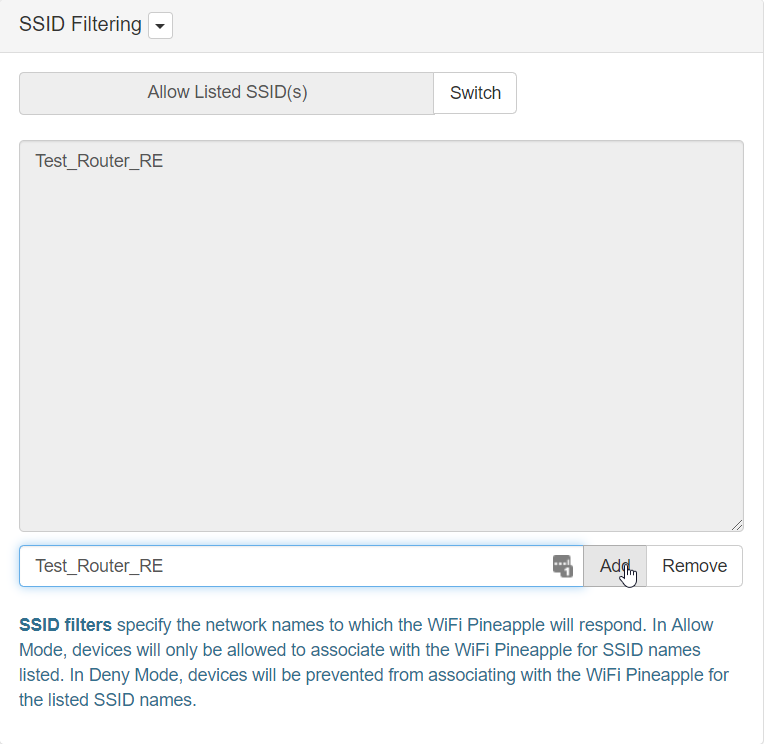 SSID Filtering
Allow Listed SSID(s) Switch
Test_Router_RE
Test_Router_RE 1 Add Remove
SSID filters specify the network names to which the WiFi Pineapple will respond. In Allow
Mode, devices will only be allowed to associate with the WiFi Pineapple for SSID names
listed. In Deny Mode, devices will be prevented from associating with the WiFi Pineapple for
the listed SSID names.